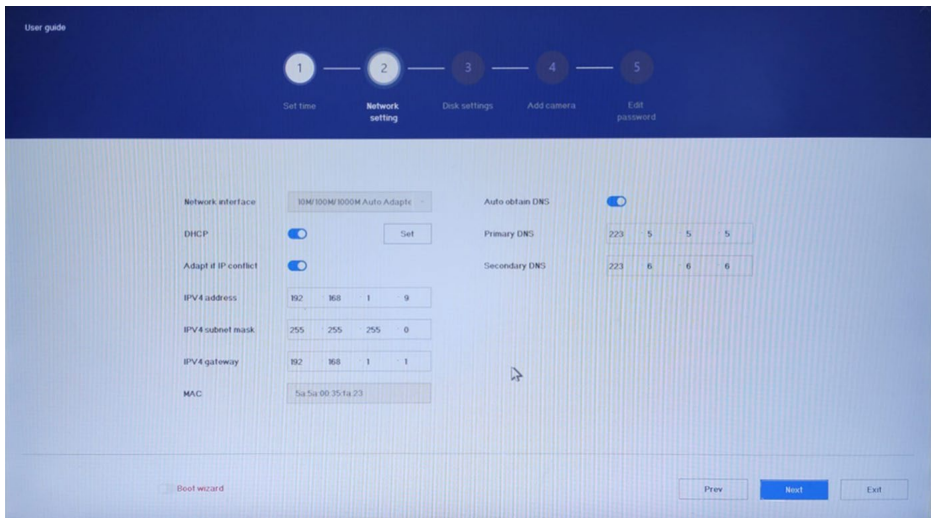 User guide
1 2 3 4 5
Set time Network setting Disk settings Add camera Edit password
Network interface 10M/100M/1000M Auto Adapte
Auto obtain DNS
DHCP Set
Primary DNS 223 5 5 5
Adapt if IP conflict
Secondary DNS 223 6 6 6
IPV4 address 192 168 1 9
IPV4 subnet mask 255 255 255 0
IPV4 gateway 192 168 1 1
MAC 5a:5a:00:35:fa:23
Boot wizard
Prev Next Exit